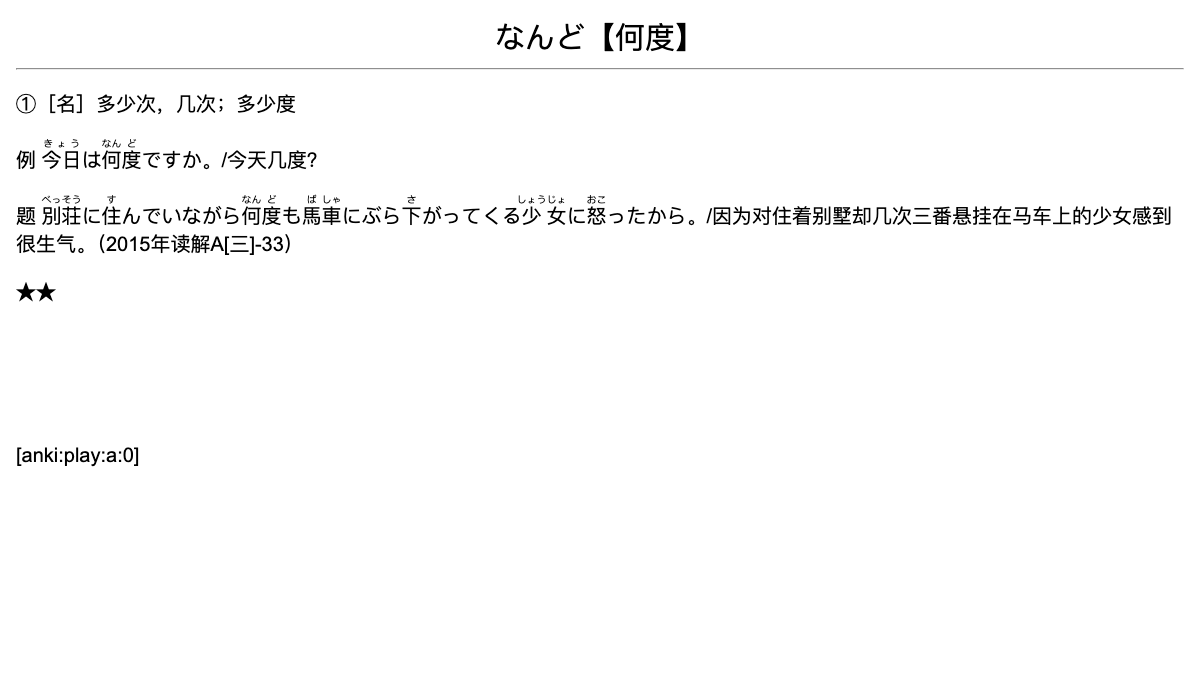 なんど【何度】
①［名］多少次，几次；多少度
例 今日は何度ですか。/今天几度?
题 別荘に住んでいながら何度も馬車にぶら下がってくる少女に怒ったから。/因为对住着别墅却几次三番悬挂在马车上的少女感到
很生气。（2015年读解A[三]-33）
★★
[anki:play:a:0]